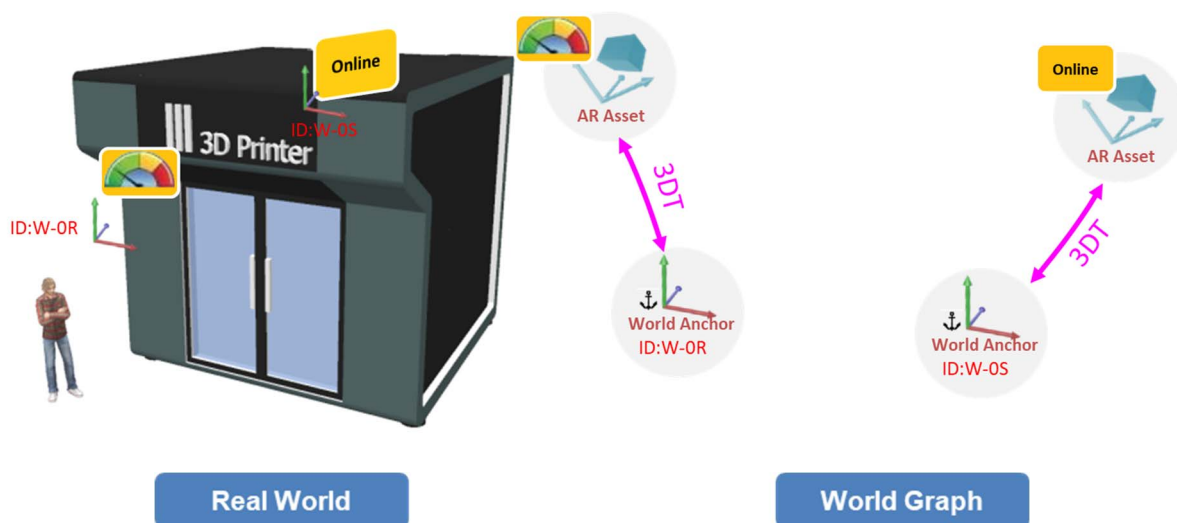 Online
ID:W-0S
3D Printer
ID:W-0R
Real World
AR Asset
3DT
World Anchor
ID:W-0R
Online
AR Asset
3DT
World Anchor
ID:W-0S
World Graph